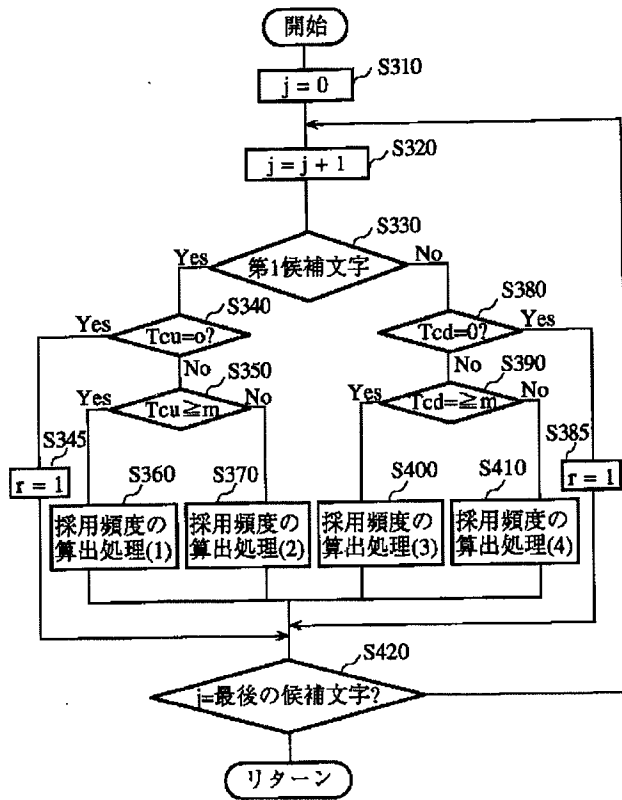 開始
S310
j = 0
S320
j = j + 1
S330
第1候補文字
Yes
No
S340
Tcu=o?
Yes
No
S380
Tcd=0?
Yes
No
S350
Tcu≧m
Yes
No
S390
Tcd=≧m
Yes
No
S345
r = 1
S385
r = 1
S360
採用頻度の
算出処理(1)
S370
採用頻度の
算出処理(2)
S400
採用頻度の
算出処理(3)
S410
採用頻度の
算出処理(4)
S420
j=最後の候補文字?
リターン